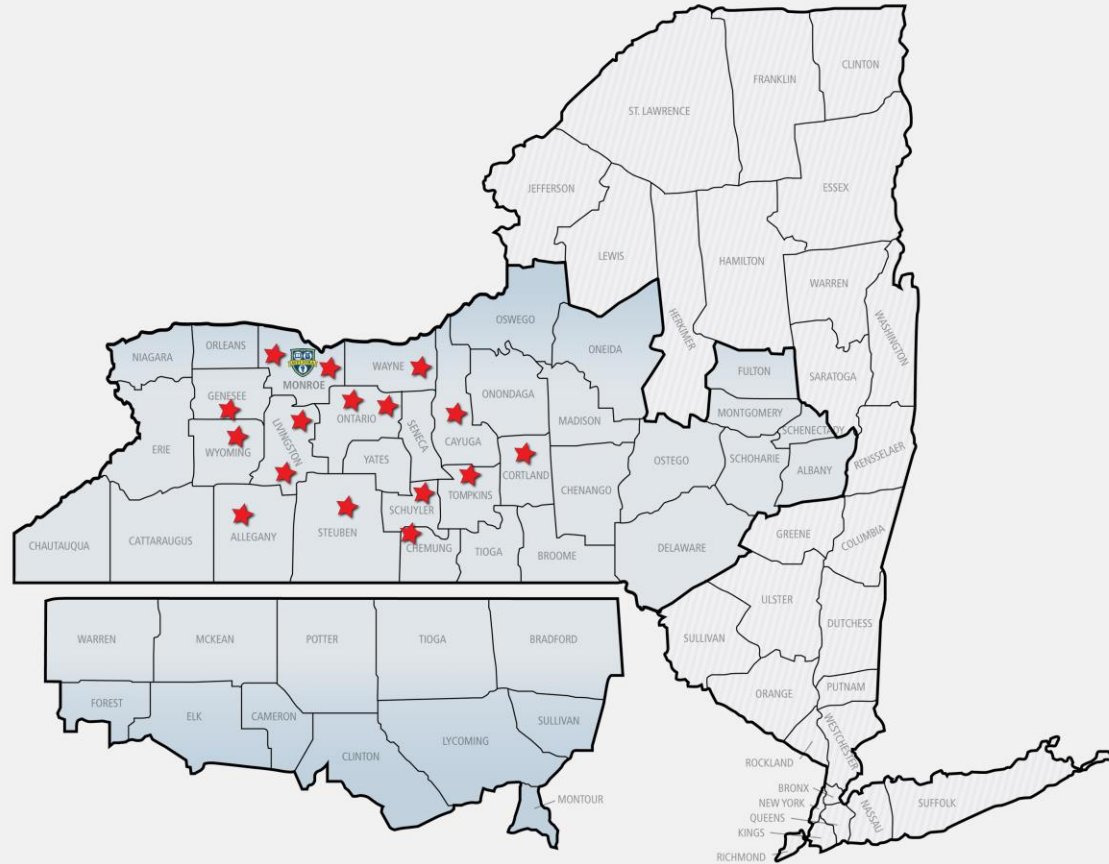 CLINTON
FRANKLIN
ST. LAWRENCE
ESSEX
JEFFERSON
LEWIS
HAMILTON
WARREN
HERKIMER
WASHINGTON
OSWEGO
ONEIDA
SARATOGA
FULTON
NIAGARA
ORLEANS
MONROE
WAYNE
GENESEE
ONONDAGA
MADISON
MONTGOMERY
SCHENECTADY
ONTARIO
LIVINGSTON
SENECA
CAYUGA
ERIE
WYOMING
YATES
CORTLAND
OSTEGO
SCHOHARIE
ALBANY
RENSSELAER
CHENANGO
TOMPKINS
SCHUYLER
CHAUTAUQUA
CATTARAUGUS
ALLEGANY
STEUBEN
CHEMUNG
TIOGA
BROOME
DELAWARE
GREENE
COLUMBIA
ULSTER
DUTCHESS
SULLIVAN
WARREN
MCKEAN
POTTER
TIOGA
BRADFORD
ORANGE
PUTNAM
FOREST
ELK
CAMERON
SULLIVAN
LYCOMING
CLINTON
WESTCHESTER
ROCKLAND
MONTOUR
BRONX
NEW YORK
QUEENS
KINGS
RICHMOND
NASSAU
SUFFOLK